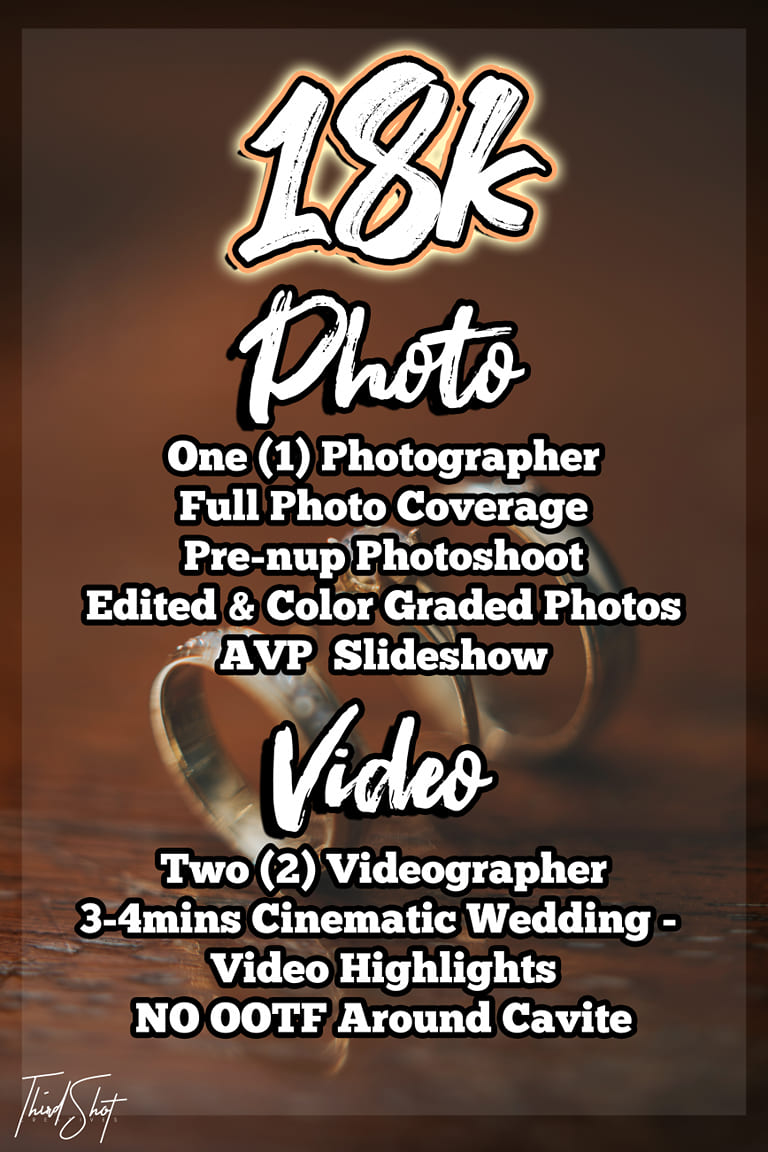 18k
Photo
One (1) Photographer
Full Photo Coverage
Pre-nup Photoshoot
Edited & Color Graded Photos
AVP Slideshow
Video
Two (2) Videographer
3-4mins Cinematic Wedding -
Video Highlights
NO OOTF Around Cavite
Third Shot